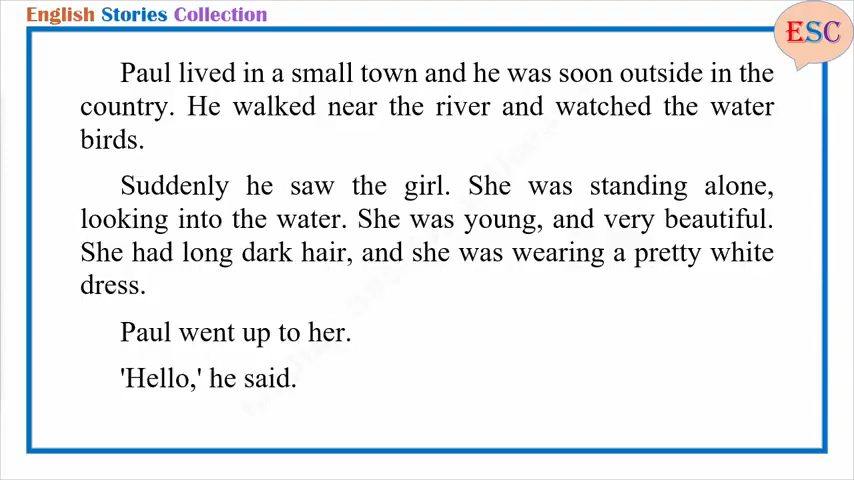 English Stories Collection
ESC
Paul lived in a small town and he was soon outside in the
country. He walked near the river and watched the water
birds.
Suddenly he saw the girl. She was standing alone,
looking into the water. She was young, and very beautiful.
She had long dark hair, and she was wearing a pretty white
dress.
Paul went up to her.
'Hello,' he said.